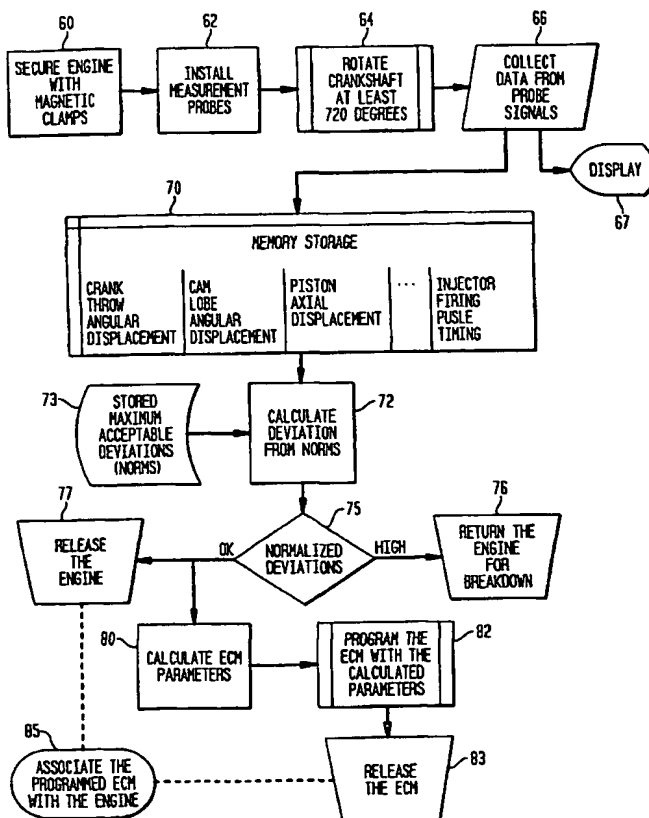 60
SECURE ENGINE
WITH
MAGNETIC
CLAMPS
62
INSTALL
MEASUREMENT
PROBES
64
ROTATE
CRANKSHAFT
AT LEAST
720 DEGREES
66
COLLECT
DATA FROM
PROBE
SIGNALS
DISPLAY
67
70
MEMORY STORAGE
CRANK
THROW
ANGULAR
DISPLACEMENT
CAM
LOBE
ANGULAR
DISPLACEMENT
PISTON
AXIAL
DISPLACEMENT
...
INJECTOR
FIRING
PUSLE
TIMING
73
STORED
MAXIMUM
ACCEPTABLE
DEVIATIONS
(NORMS)
72
CALCULATE
DEVIATION
FROM NORMS
75
NORMALIZED
DEVIATIONS
OK
HIGH
77
RELEASE
THE
ENGINE
76
RETURN THE
ENGINE
FOR
BREAKDOWN
80
CALCULATE ECM
PARAMETERS
82
PROGRAM THE
ECM WITH THE
CALCULATED
PARAMETERS
85
ASSOCIATE THE
PROGRAMMED ECM
WITH THE ENGINE
RELEASE
THE ECM
83